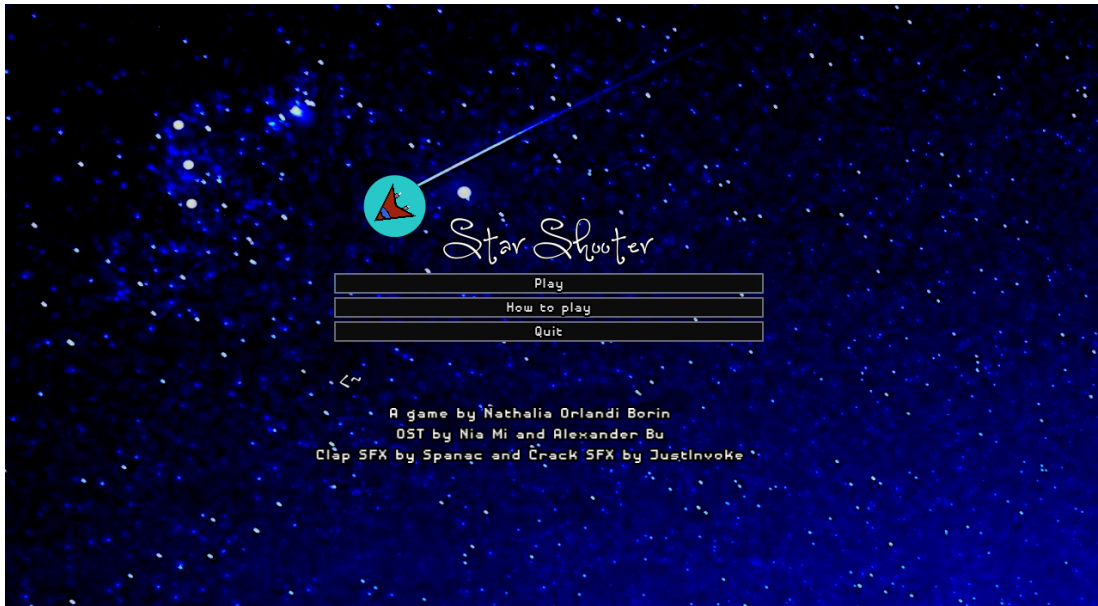 Star Shooter
Play
How to play
Quit
<~
A game by Nathalia Orlandi Borin
OST by Nia Mi and Alexander Bu
Clap SFX by Spanac and Crack SFX by JustInvoke